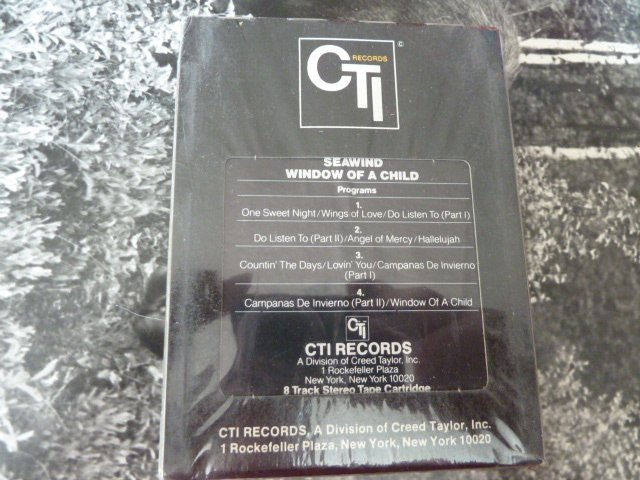 CTI RECORDS
©
SEAWIND
WINDOW OF A CHILD
Programs
1.
One Sweet Night/Wings of Love/Do Listen To (Part I)
2.
Do Listen To (Part II)/Angel of Mercy/Hallelujah
3.
Countin' The Days/Lovin' You/Campanas De Invierno
(Part I)
4.
Campanas De Invierno (Part II)/Window Of A Child
CTI
CTI RECORDS
A Division of Creed Taylor, Inc.
1 Rockefeller Plaza
New York, New York 10020
8 Track Stereo Tape Cartridge
CTI RECORDS, A Division of Creed Taylor, Inc.
1 Rockefeller Plaza, New York, New York 10020